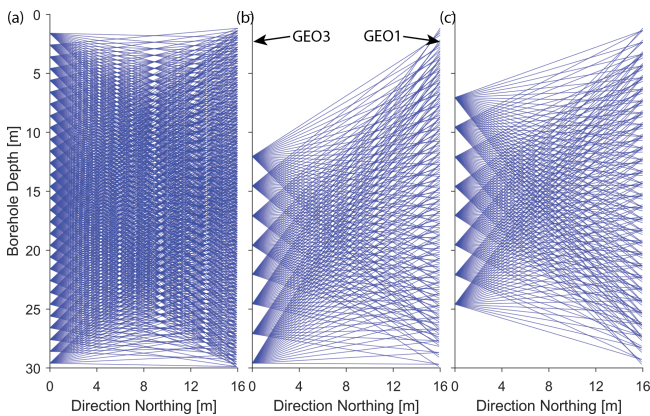 (a) (b) (c)
GEO3 GEO1
0
5
10
15
20
25
30
Borehole Depth [m]
0 4 8 12 16 0 4 8 12 16 0 4 8 12 16
Direction Northing [m] Direction Northing [m] Direction Northing [m]